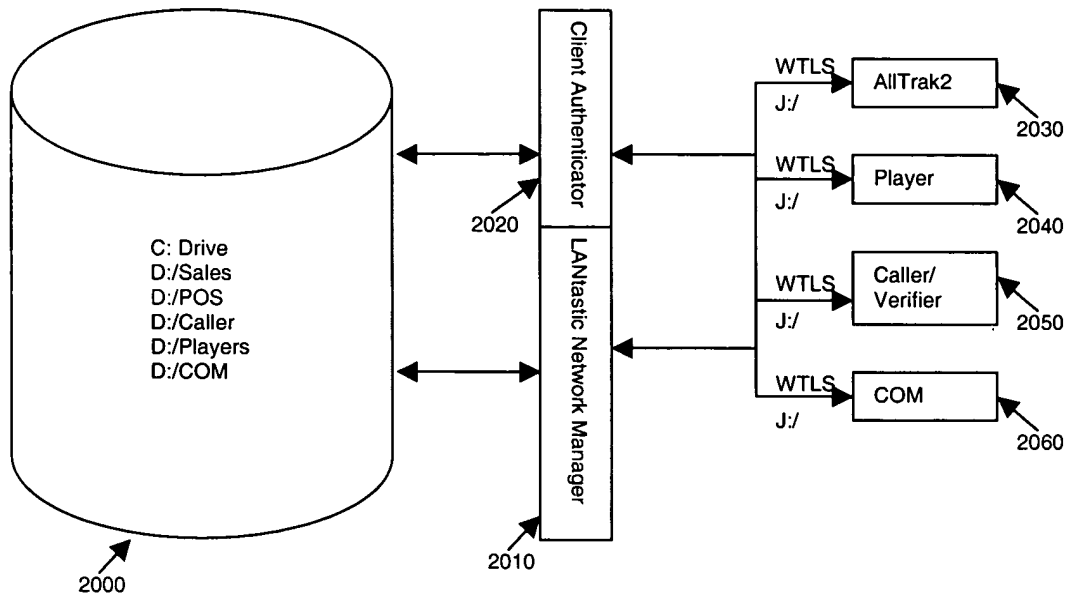 C: Drive
D:/Sales
D:/POS
D:/Caller
D:/Players
D:/COM
2000
Client Authenticator
2020
LANtastic Network Manager
2010
WTLS
J:/
AllTrak2
2030
WTLS
J:/
Player
2040
WTLS
J:/
Caller/
Verifier
2050
WTLS
J:/
COM
2060